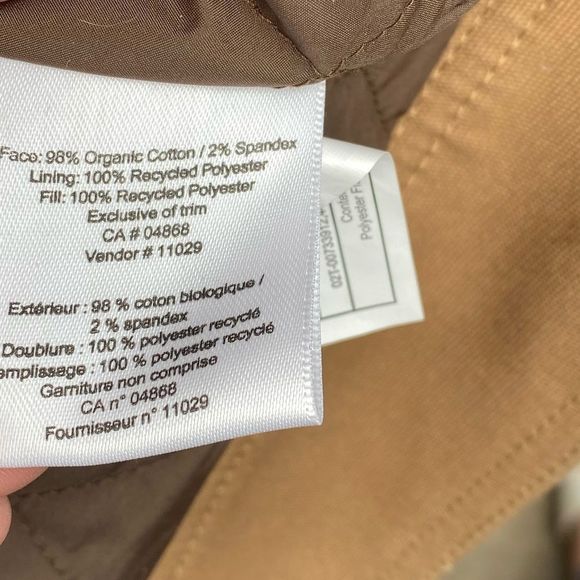 Face: 98% Organic Cotton / 2% Spandex
Lining: 100% Recycled Polyester
Fill: 100% Recycled Polyester
Exclusive of trim
CA # 04868
Vendor # 11029
Extérieur : 98 % coton biologique /
2 % spandex
Doublure : 100 % polyester recyclé
emplissage : 100 % polyester recyclé
Garniture non comprise
CA n° 04868
Fournisseur n° 11029
Polyester